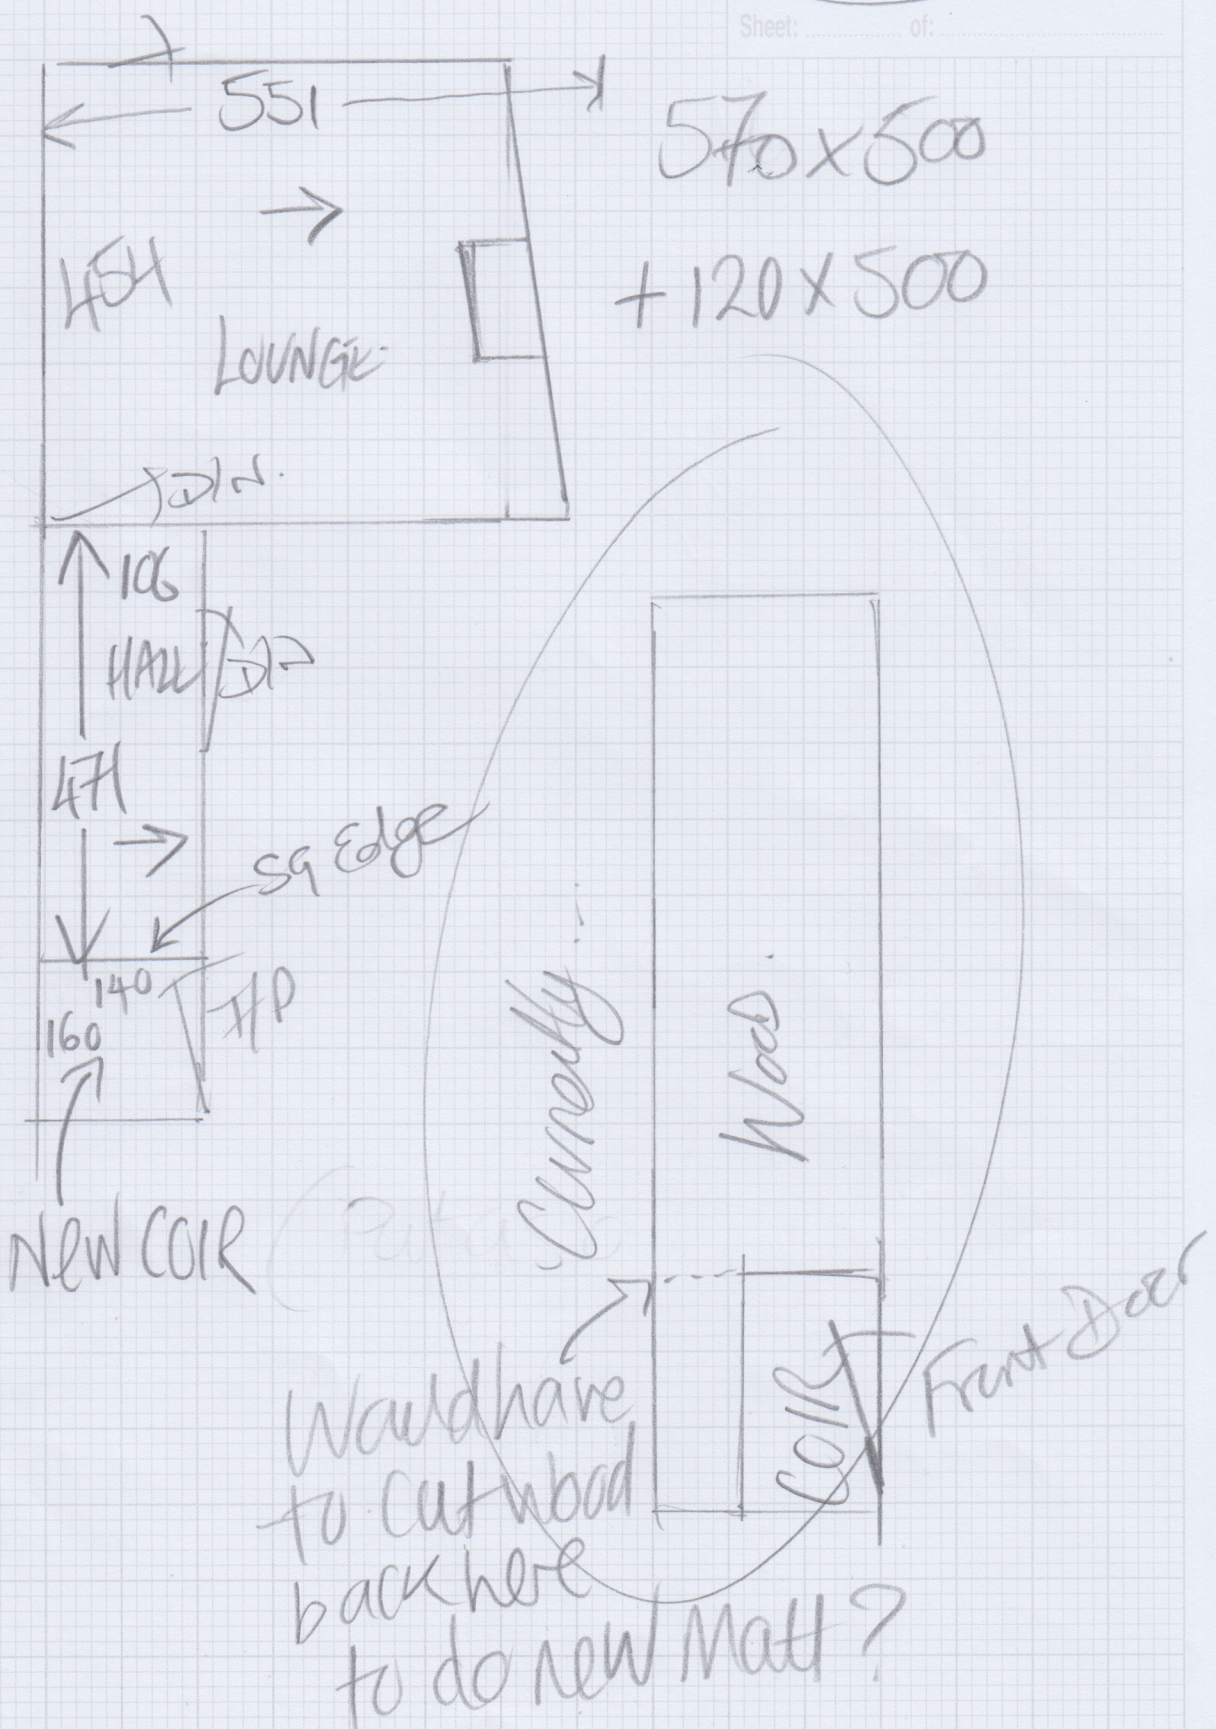 Sheet: of:
551
570 x 500
+ 120 x 500
454
LOUNGE
106
HALL
471
Sq Edge
140
160
NEW COIR
Currently...
Wood.
COIR
Front Door
Would have
to cut wood
back here
to do new Matt?